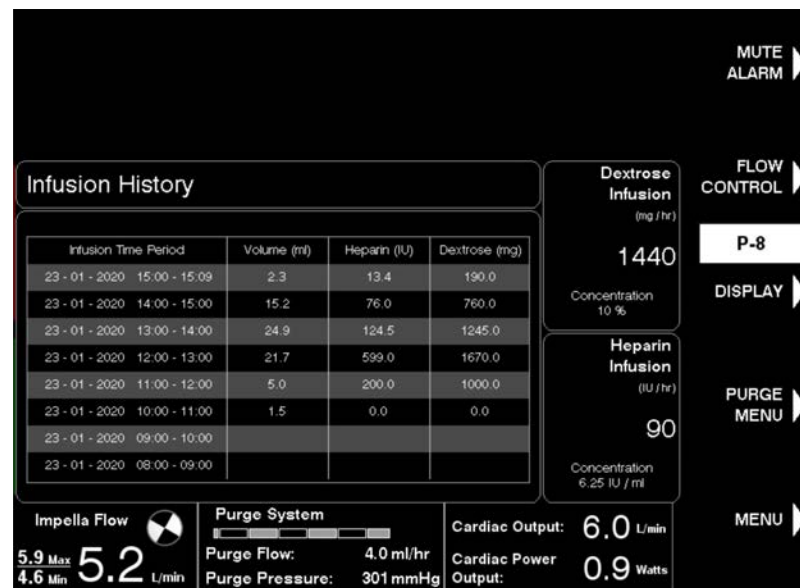 MUTE
ALARM
FLOW
CONTROL
P-8
DISPLAY
PURGE
MENU
MENU
Infusion History
Infusion Time Period Volume (ml) Heparin (IU) Dextrose (mg)
23 - 01 - 2020 15:00 - 15:09 2.3 13.4 190.0
23 - 01 - 2020 14:00 - 15:00 15.2 76.0 760.0
23 - 01 - 2020 13:00 - 14:00 24.9 124.5 1245.0
23 - 01 - 2020 12:00 - 13:00 21.7 599.0 1670.0
23 - 01 - 2020 11:00 - 12:00 5.0 200.0 1000.0
23 - 01 - 2020 10:00 - 11:00 1.5 0.0 0.0
23 - 01 - 2020 09:00 - 10:00
23 - 01 - 2020 08:00 - 09:00
Dextrose
Infusion
(mg / hr)
1440
Concentration
10 %
Heparin
Infusion
(IU / hr)
90
Concentration
6.25 IU / ml
Impella Flow
5.9 Max
4.6 Min
5.2 L/min
Purge System
Purge Flow: 4.0 ml/hr
Purge Pressure: 301 mmHg
Cardiac Output: 6.0 L/min
Cardiac Power
Output: 0.9 Watts